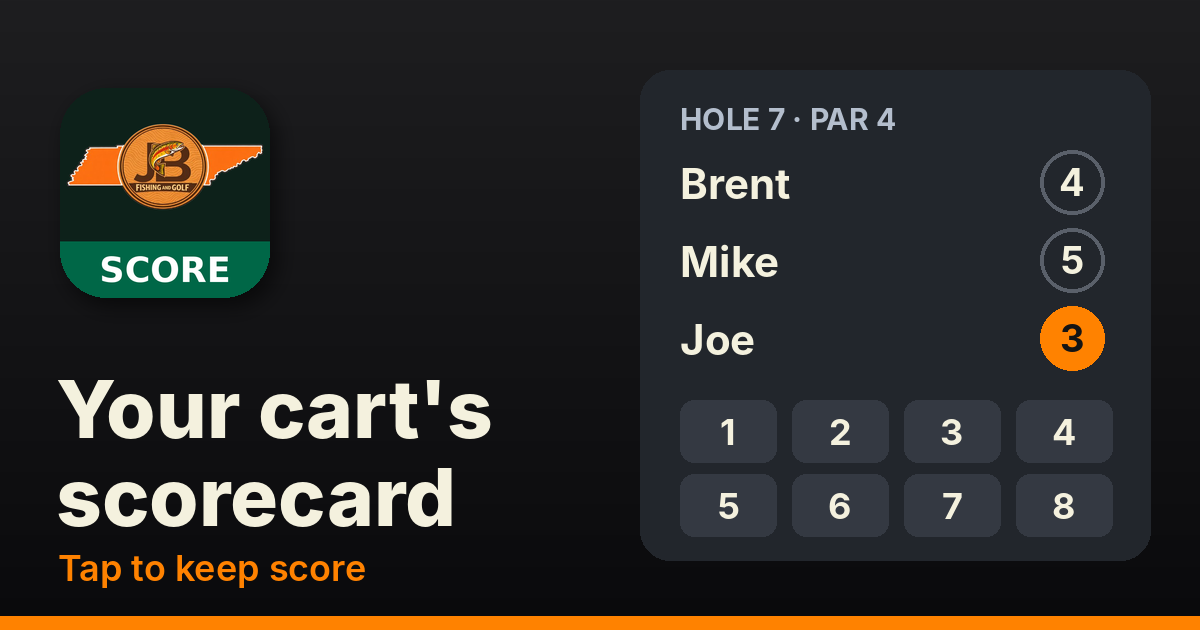 JB
FISHING AND GOLF
SCORE
Your cart's
scorecard
Tap to keep score
HOLE 7 · PAR 4
Brent 4
Mike 5
Joe 3
1 2 3 4
5 6 7 8